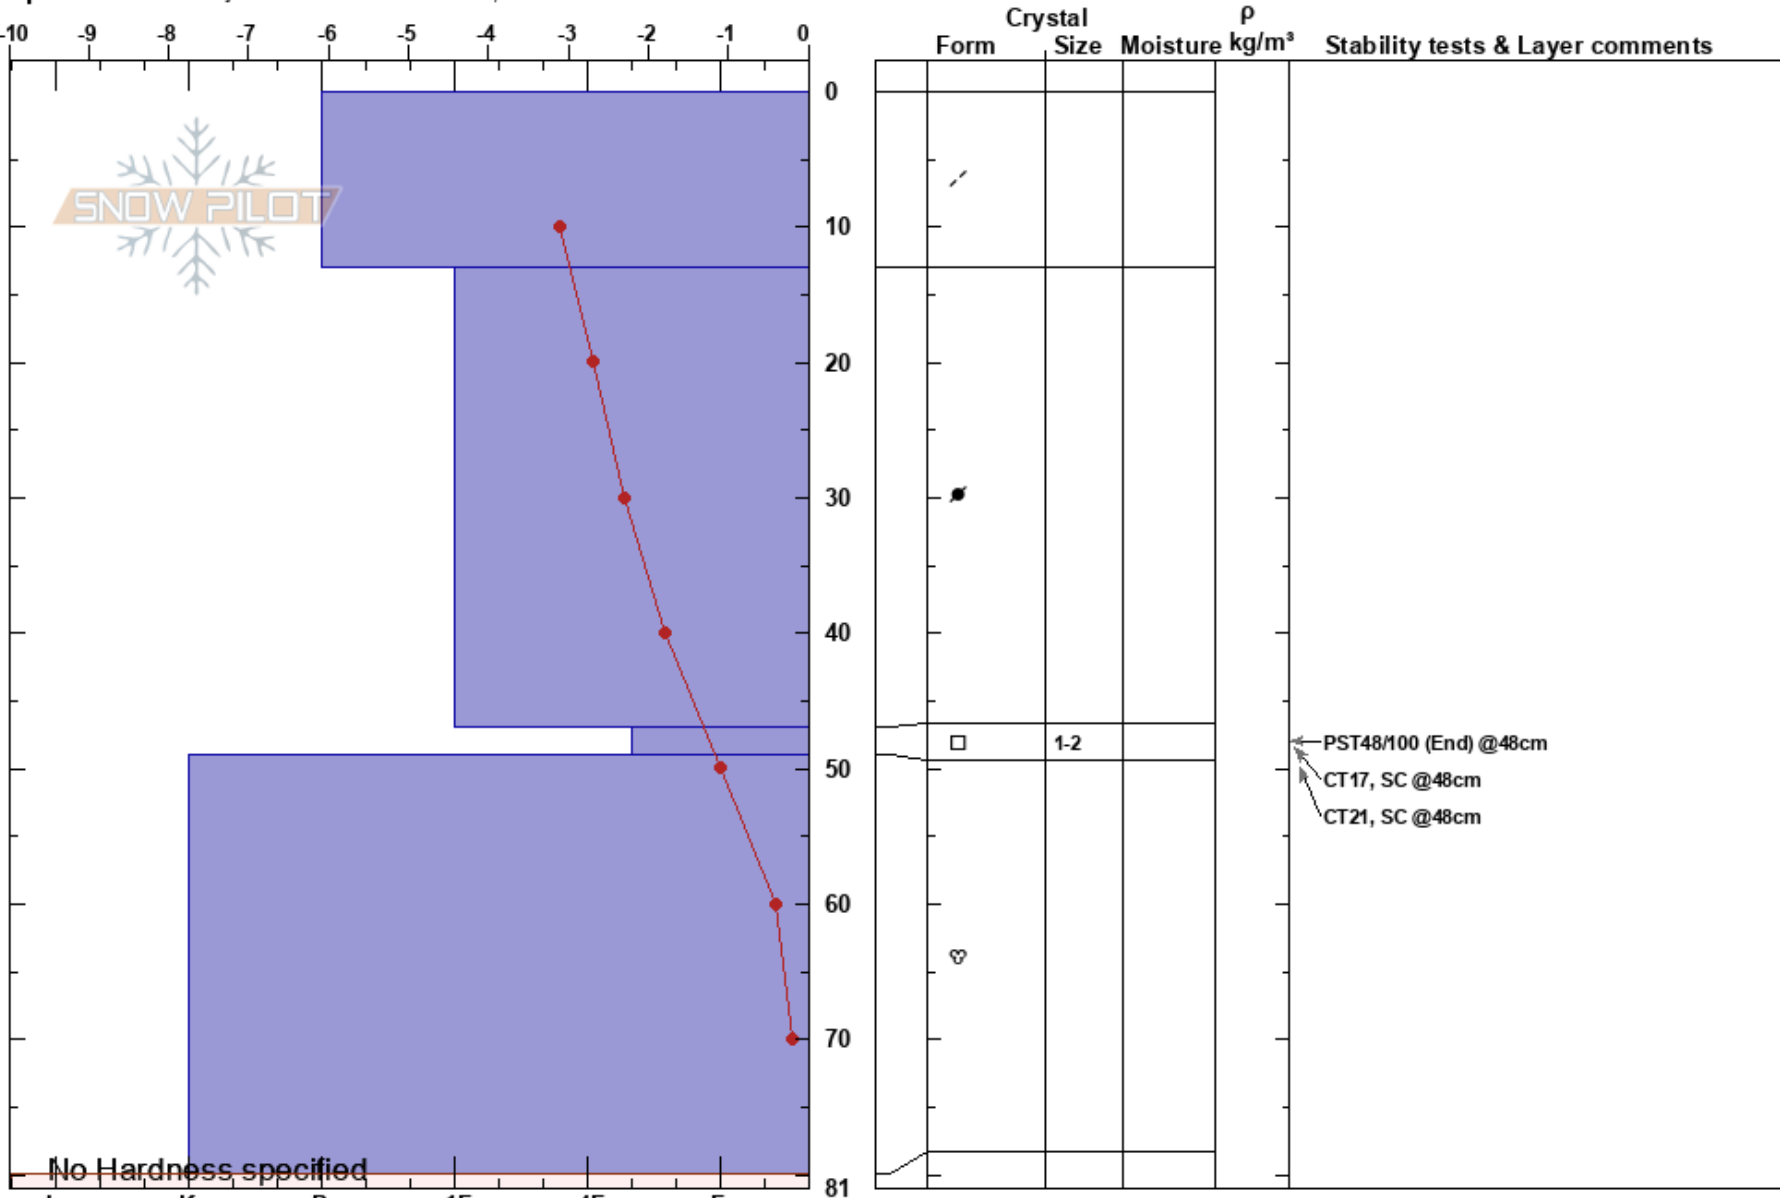 -10 -9 -8 -7 -6 -5 -4 -3 -2 -1 0
Crystal
ρ
Form Size Moisture kg/m³ Stability tests & Layer comments
0
SNOW PILOT
10
20
30
40
1-2
PST48/100 (End) @48cm
50
CT17, SC @48cm
CT21, SC @48cm
60
70
No Hardness specified
81